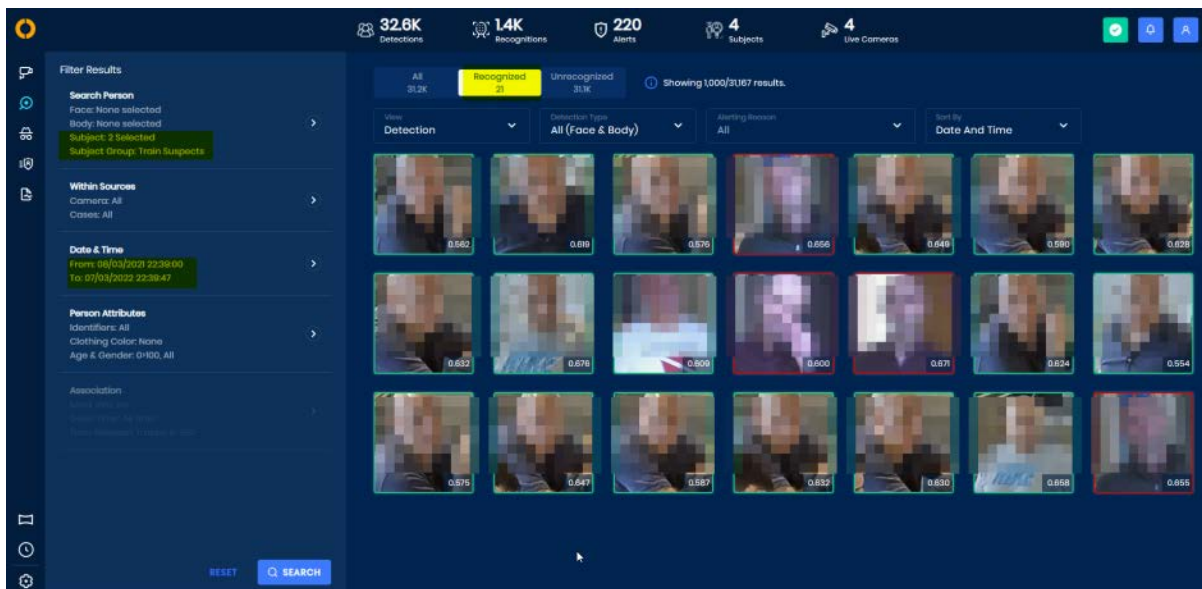 32.6K
Detections
1.4K
Recognitions
220
Alerts
4
Subjects
4
Live Cameras
Filter Results
Search Person
Face: None selected
Body: None selected
Subject: 2 Selected
Subject Group: Train Suspects
Within Sources
Camera: All
Cases: All
Date & Time
From: 08/03/2021 22:39:00
To: 07/03/2022 22:39:47
Person Attributes
Identifiers: All
Clothing Color: None
Age & Gender: 0>100, All
Association
RESET
SEARCH
All
31.2K
Recognized
21
Unrecognized
31.1K
Showing 1,000/31,167 results.
View
Detection
Detection Type
All (Face & Body)
Alerting Reason
All
Sort By
Date And Time
0.562
0.619
0.576
0.656
0.649
0.590
0.628
0.632
0.676
0.609
0.600
0.671
0.624
0.554
0.575
0.647
0.587
0.632
0.630
0.658
0.655